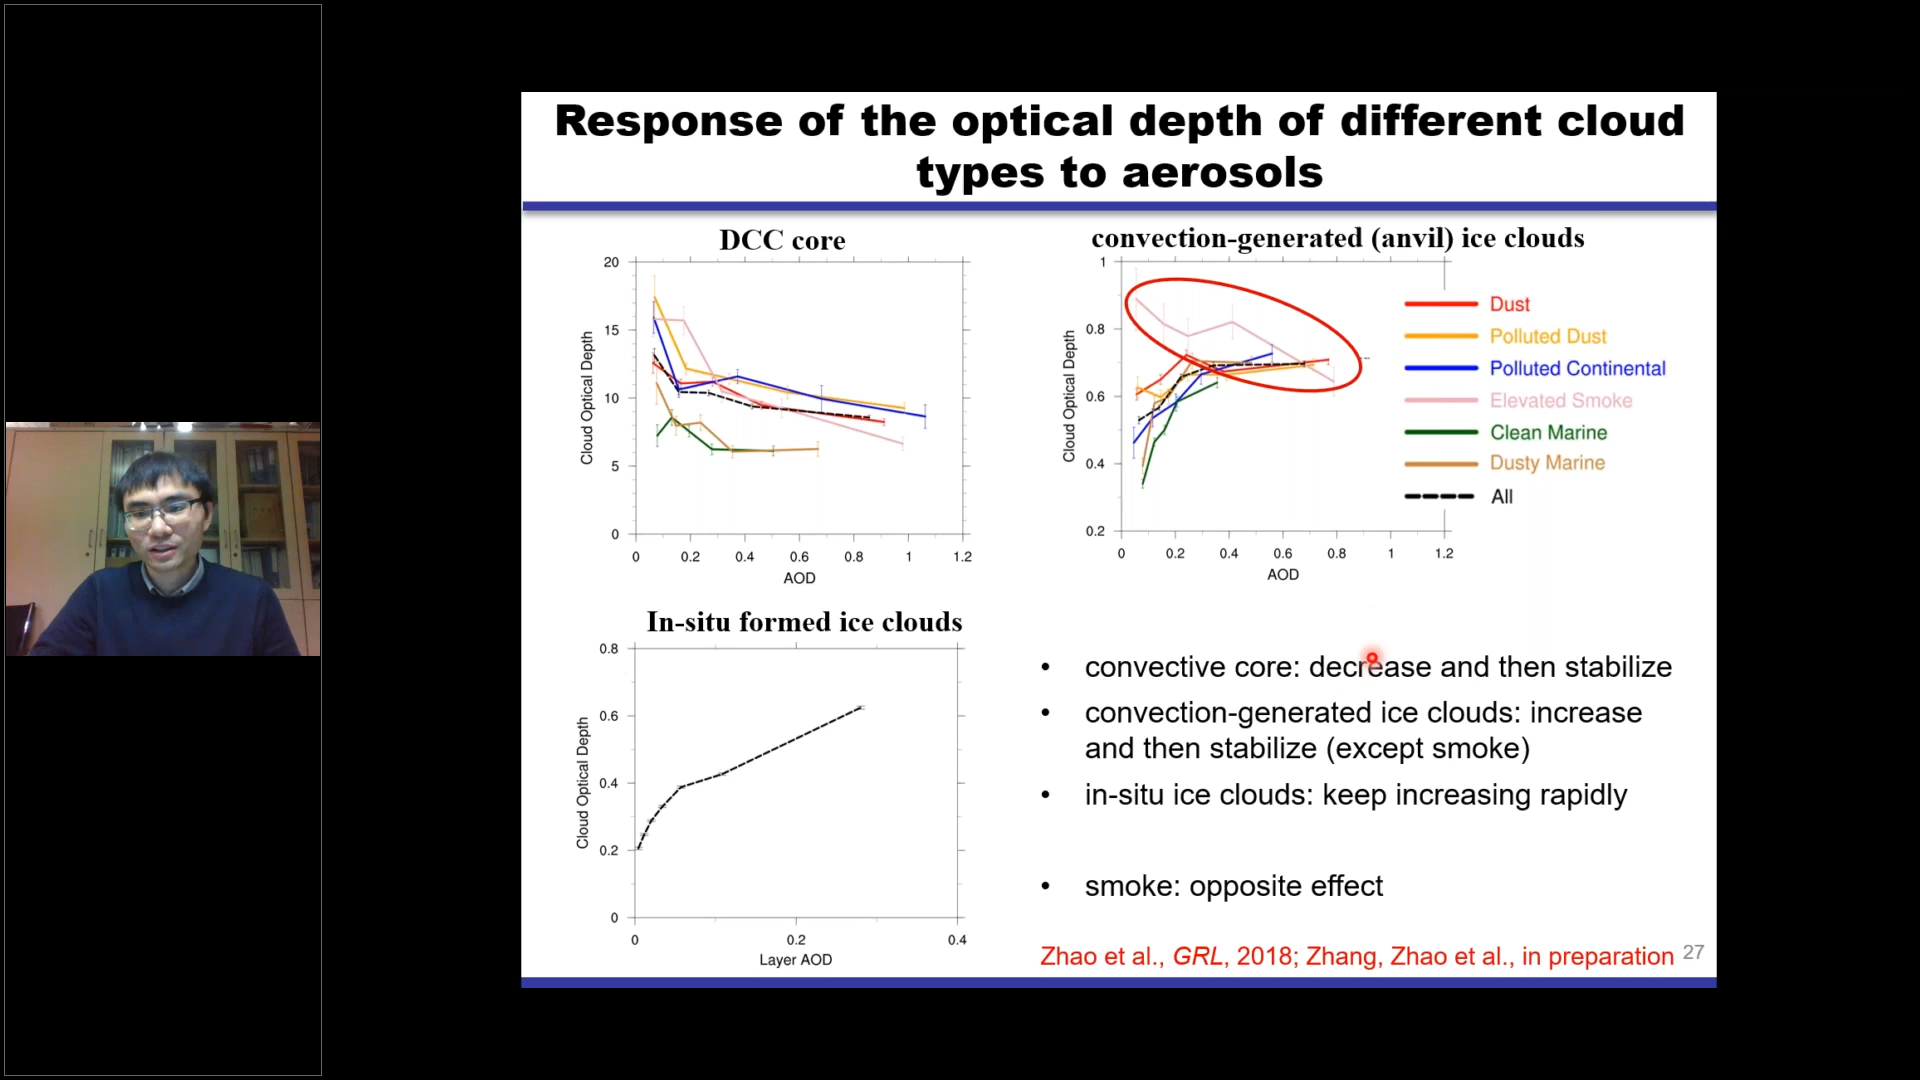 Response of the optical depth of different cloud
types to aerosols
DCC core
20
15
10
5
0
Cloud Optical Depth
0 0.2 0.4 0.6 0.8 1 1.2
AOD
convection-generated (anvil) ice clouds
1
0.8
0.6
0.4
0.2
Cloud Optical Depth
0 0.2 0.4 0.6 0.8 1 1.2
AOD
Dust
Polluted Dust
Polluted Continental
Elevated Smoke
Clean Marine
Dusty Marine
All
In-situ formed ice clouds
0.8
0.6
0.4
0.2
0
Cloud Optical Depth
0 0.2 0.4
Layer AOD
• convective core: decrease and then stabilize
• convection-generated ice clouds: increase
and then stabilize (except smoke)
• in-situ ice clouds: keep increasing rapidly
• smoke: opposite effect
Zhao et al., GRL, 2018; Zhang, Zhao et al., in preparation
27